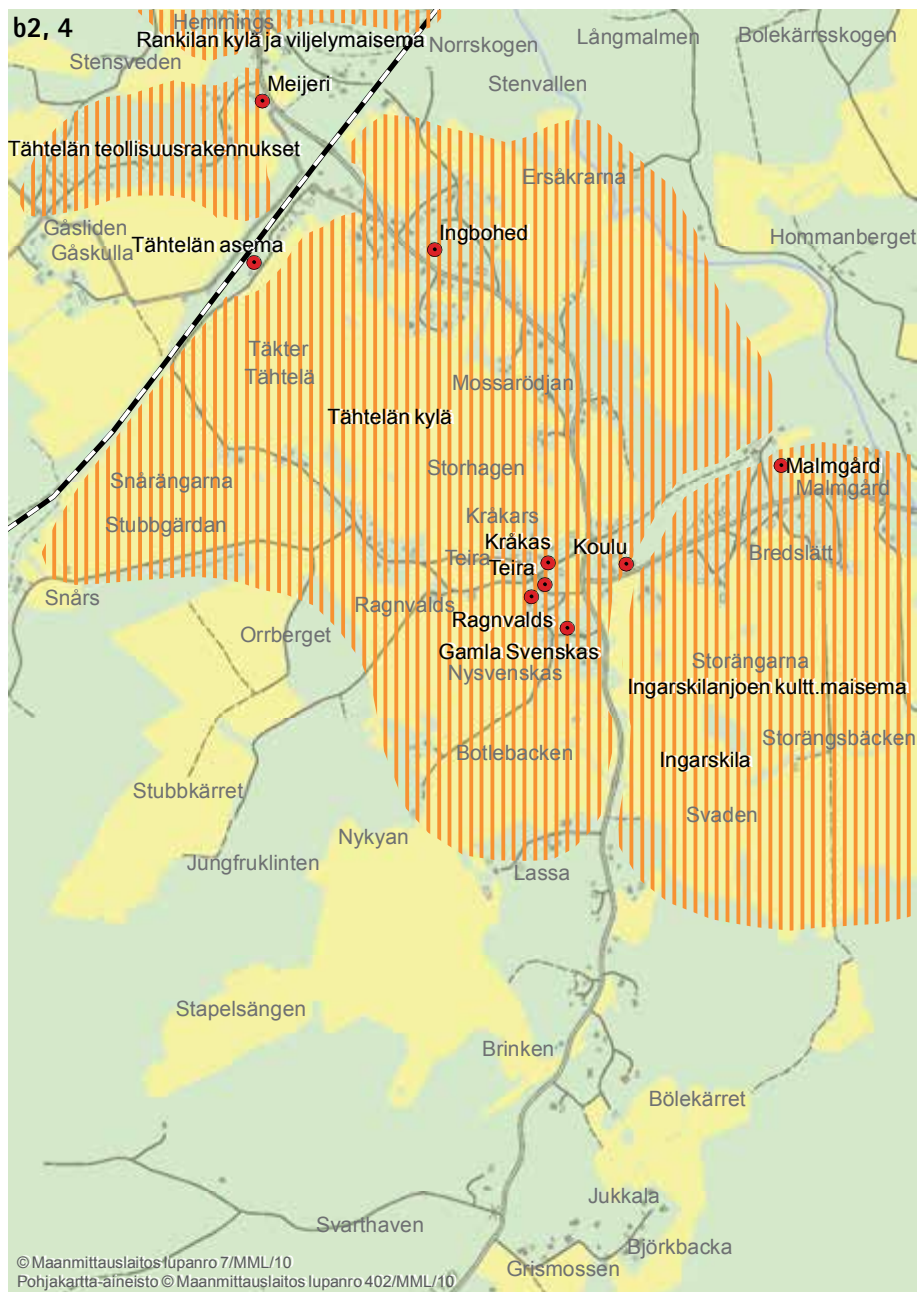 b2, 4
Hemmings
Rankilan kylä ja viljelymaisema
Norrskogen
Långmalmen
Bolekärrsskogen
Stensveden
Meijeri
Stenvallen
Tähtelän teollisuusrakennukset
Ersåkrarna
Gåsliden
Gåskulla
Tähtelän asema
Ingbohed
Hommanberget
Täkter
Tähtelä
Mossarödjan
Tähtelän kylä
Storhagen
Malmgård
Malmgård
Snårängarna
Stubbgärdan
Kråkars
Kråkas
Koulu
Teira
Teira
Bredslätt
Snårs
Ragnvalds
Ragnvalds
Orrberget
Gamla Svenskas
Nysvenskas
Storängarna
Ingarskilanjoen kultt.maisema
Botlebacken
Storängsbäcken
Ingarskila
Stubbkärret
Svaden
Nykyan
Jungfruklinten
Lassa
Stapelsängen
Brinken
Bölekärret
Jukkala
Svarthaven
Björkbacka
Grismossen
© Maanmittauslaitos lupanro 7/MML/10
Pohjakartta-aineisto © Maanmittauslaitos lupanro 402/MML/10